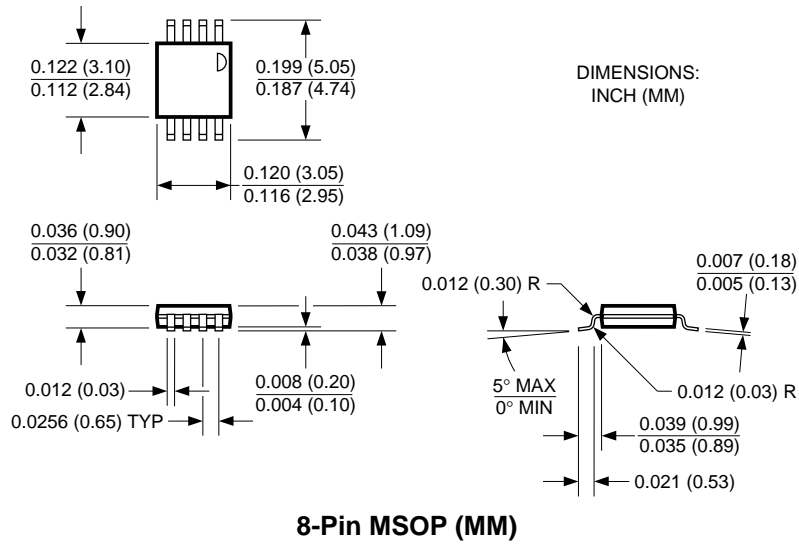 0.122 (3.10)
0.112 (2.84)
0.199 (5.05)
0.187 (4.74)
DIMENSIONS:
INCH (MM)
0.120 (3.05)
0.116 (2.95)
0.036 (0.90)
0.032 (0.81)
0.043 (1.09)
0.038 (0.97)
0.007 (0.18)
0.005 (0.13)
0.012 (0.30) R
0.012 (0.03)
0.008 (0.20)
0.004 (0.10)
5° MAX
0° MIN
0.012 (0.03) R
0.0256 (0.65) TYP
0.039 (0.99)
0.035 (0.89)
0.021 (0.53)
8-Pin MSOP (MM)